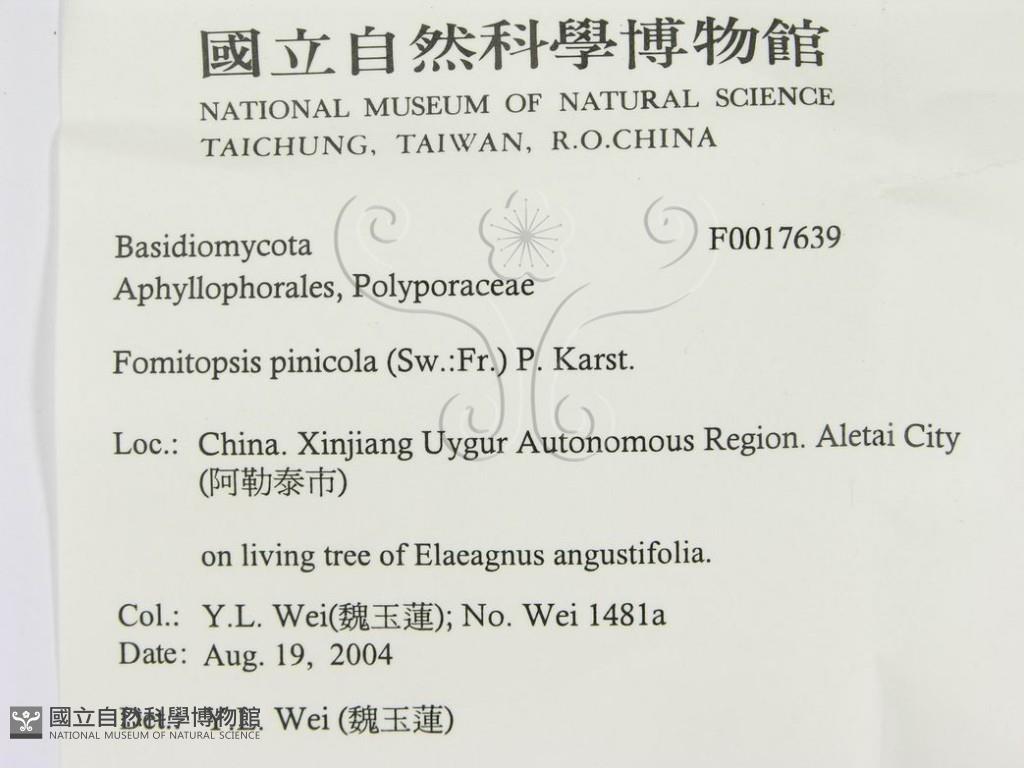 國立自然科學博物館
NATIONAL MUSEUM OF NATURAL SCIENCE
TAICHUNG, TAIWAN, R.O.CHINA
Basidiomycota F0017639
Aphyllophorales, Polyporaceae
Fomitopsis pinicola (Sw.:Fr.) P. Karst.
Loc.: China. Xinjiang Uygur Autonomous Region. Aletai City
(阿勒泰市)
on living tree of Elaeagnus angustifolia.
Col.: Y.L. Wei(魏玉蓮); No. Wei 1481a
Date: Aug. 19, 2004
Det.: Y.L. Wei (魏玉蓮)
國立自然科學博物館
NATIONAL MUSEUM OF NATURAL SCIENCE